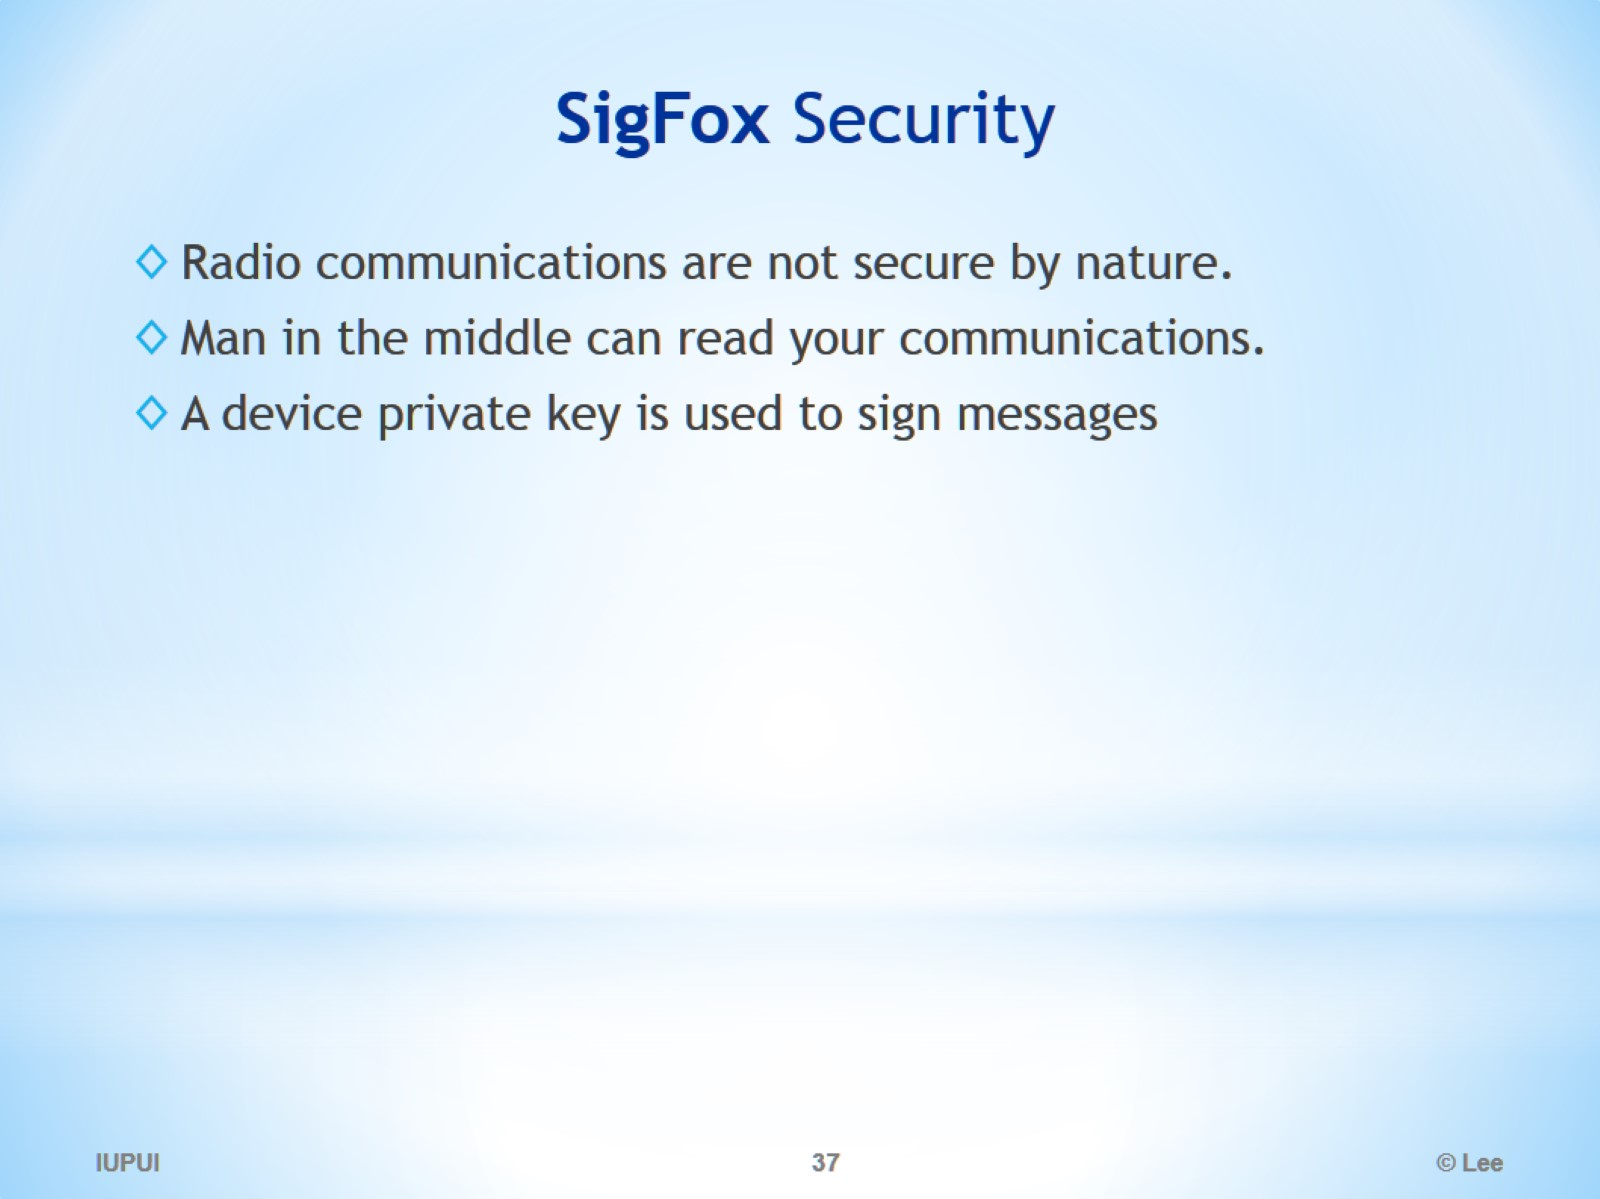 SigFox Security
◇ Radio communications are not secure by nature.
◇ Man in the middle can read your communications.
◇ A device private key is used to sign messages
IUPUI 37 © Lee